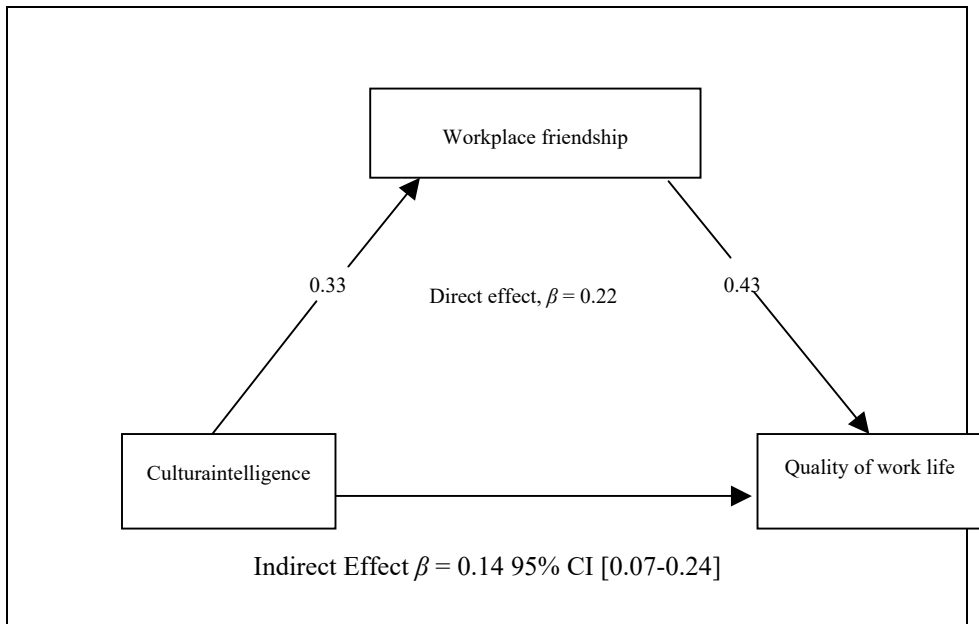 Workplace friendship
0.33
Direct effect, β = 0.22
0.43
Culturaintelligence
Quality of work life
Indirect Effect β = 0.14 95% CI [0.07-0.24]